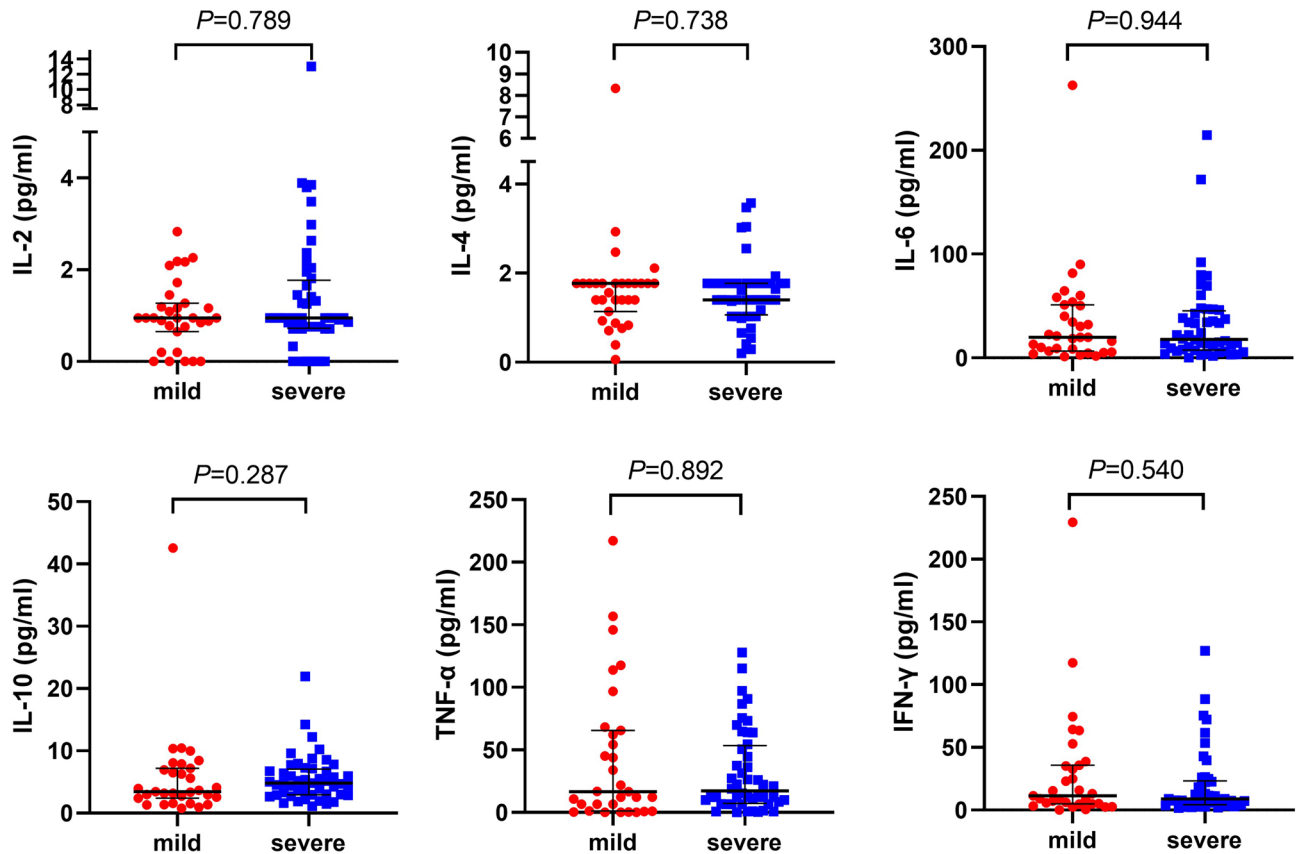 P=0.789
14
12
10
8
4
2
0
IL-2 (pg/ml)
mild
severe
P=0.738
10
9
8
7
6
4
2
0
IL-4 (pg/ml)
mild
severe
P=0.944
300
200
100
0
IL-6 (pg/ml)
mild
severe
P=0.287
50
40
30
20
10
0
IL-10 (pg/ml)
mild
severe
P=0.892
250
200
150
100
50
0
TNF-α (pg/ml)
mild
severe
P=0.540
250
200
150
100
50
0
IFN-γ (pg/ml)
mild
severe